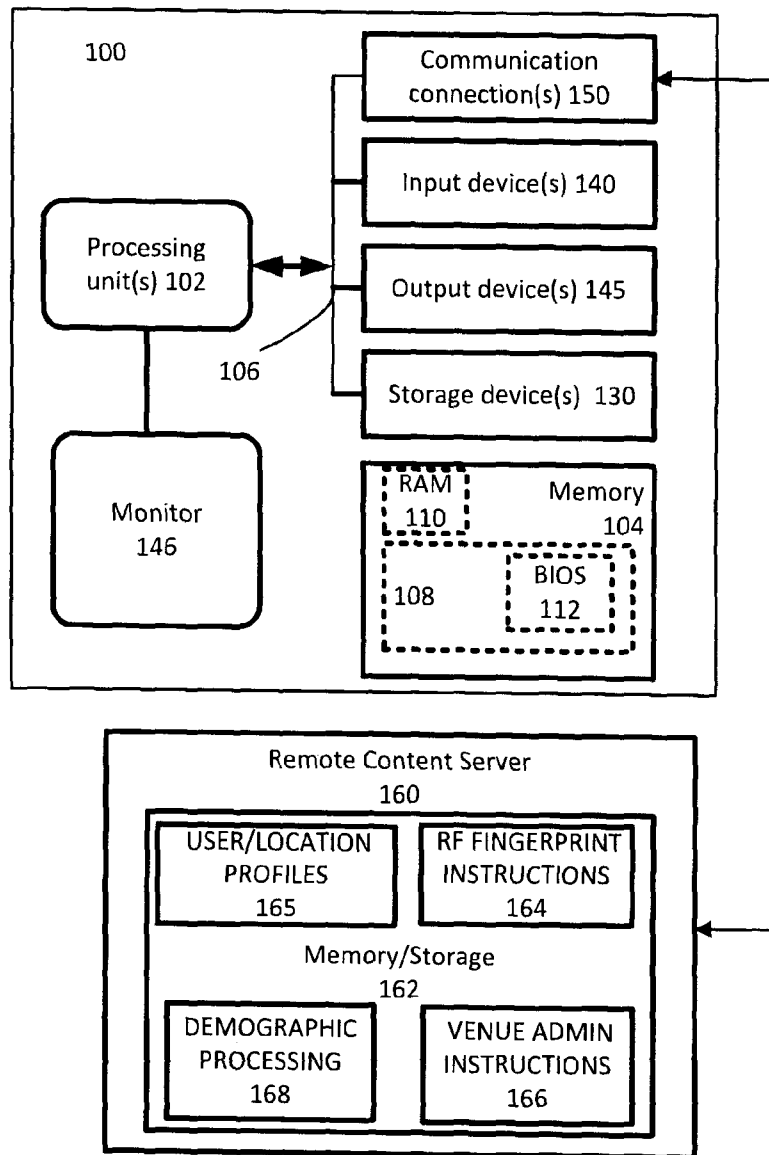 100
Communication
connection(s) 150
Input device(s) 140
Processing
unit(s) 102
Output device(s) 145
106
Storage device(s) 130
Monitor
146
RAM
110
Memory
104
108
BIOS
112
Remote Content Server
160
USER/LOCATION
PROFILES
165
RF FINGERPRINT
INSTRUCTIONS
164
Memory/Storage
162
DEMOGRAPHIC
PROCESSING
168
VENUE ADMIN
INSTRUCTIONS
166